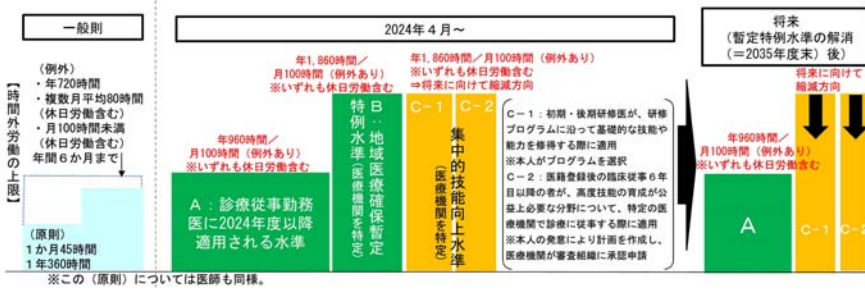 一般則
2024年４月～
将来
（暫定特例水準の解消
（＝2035年度末）後）
【時間外労働の上限】
（例外）
・年720時間
・複数月平均80時間
（休日労働含む）
・月100時間未満
（休日労働含む）
年間６か月まで
（原則）
１か月45時間
１年360時間
※この（原則）については医師も同様。
年960時間／
月100時間（例外あり）
※いずれも休日労働含む
Ａ：診療従事勤務
医に2024年度以降
適用される水準
年1,860時間／
月100時間（例外あり）
※いずれも休日労働含む
Ｂ：地域医療確保暫定
特例水準（医療機関を特定）
年1,860時間／月100時間（例外あり）
※いずれも休日労働含む
⇒将来に向けて縮減方向
Ｃ－１
Ｃ－２
集中的技能向上水準
（医療機関を特定）
Ｃ－１：初期・後期研修医が、研修
プログラムに沿って基礎的な技能や
能力を修得する際に適用
※本人がプログラムを選択
Ｃ－２：医籍登録後の臨床従事６年
目以降の者が、高度技能の育成が公
益上必要な分野について、特定の医
療機関で診療に従事する際に適用
※本人の発意により計画を作成し、
医療機関が審査組織に承認申請
将来に向けて
縮減方向
年960時間／
月100時間（例外あり）
※いずれも休日労働含む
Ａ
Ｃ－１
Ｃ－２